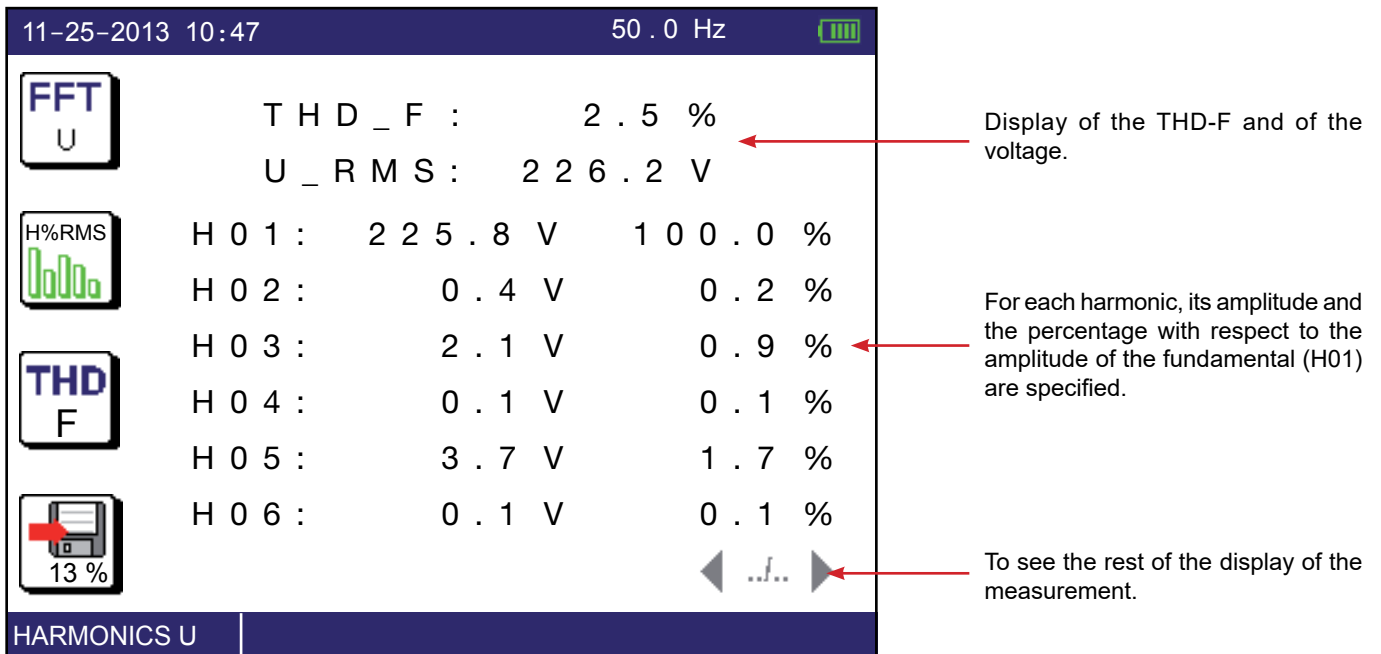 11-25-2013 10:47 50.0 Hz
FFT
U
THD_F: 2.5 %
U_RMS: 226.2 V
Display of the THD-F and of the
voltage.
H%RMS
H01: 225.8 V 100.0 %
H02: 0.4 V 0.2 %
H03: 2.1 V 0.9 %
H04: 0.1 V 0.1 %
H05: 3.7 V 1.7 %
H06: 0.1 V 0.1 %
For each harmonic, its amplitude and
the percentage with respect to the
amplitude of the fundamental (H01)
are specified.
THD
F
13 %
../..
To see the rest of the display of the
measurement.
HARMONICS U